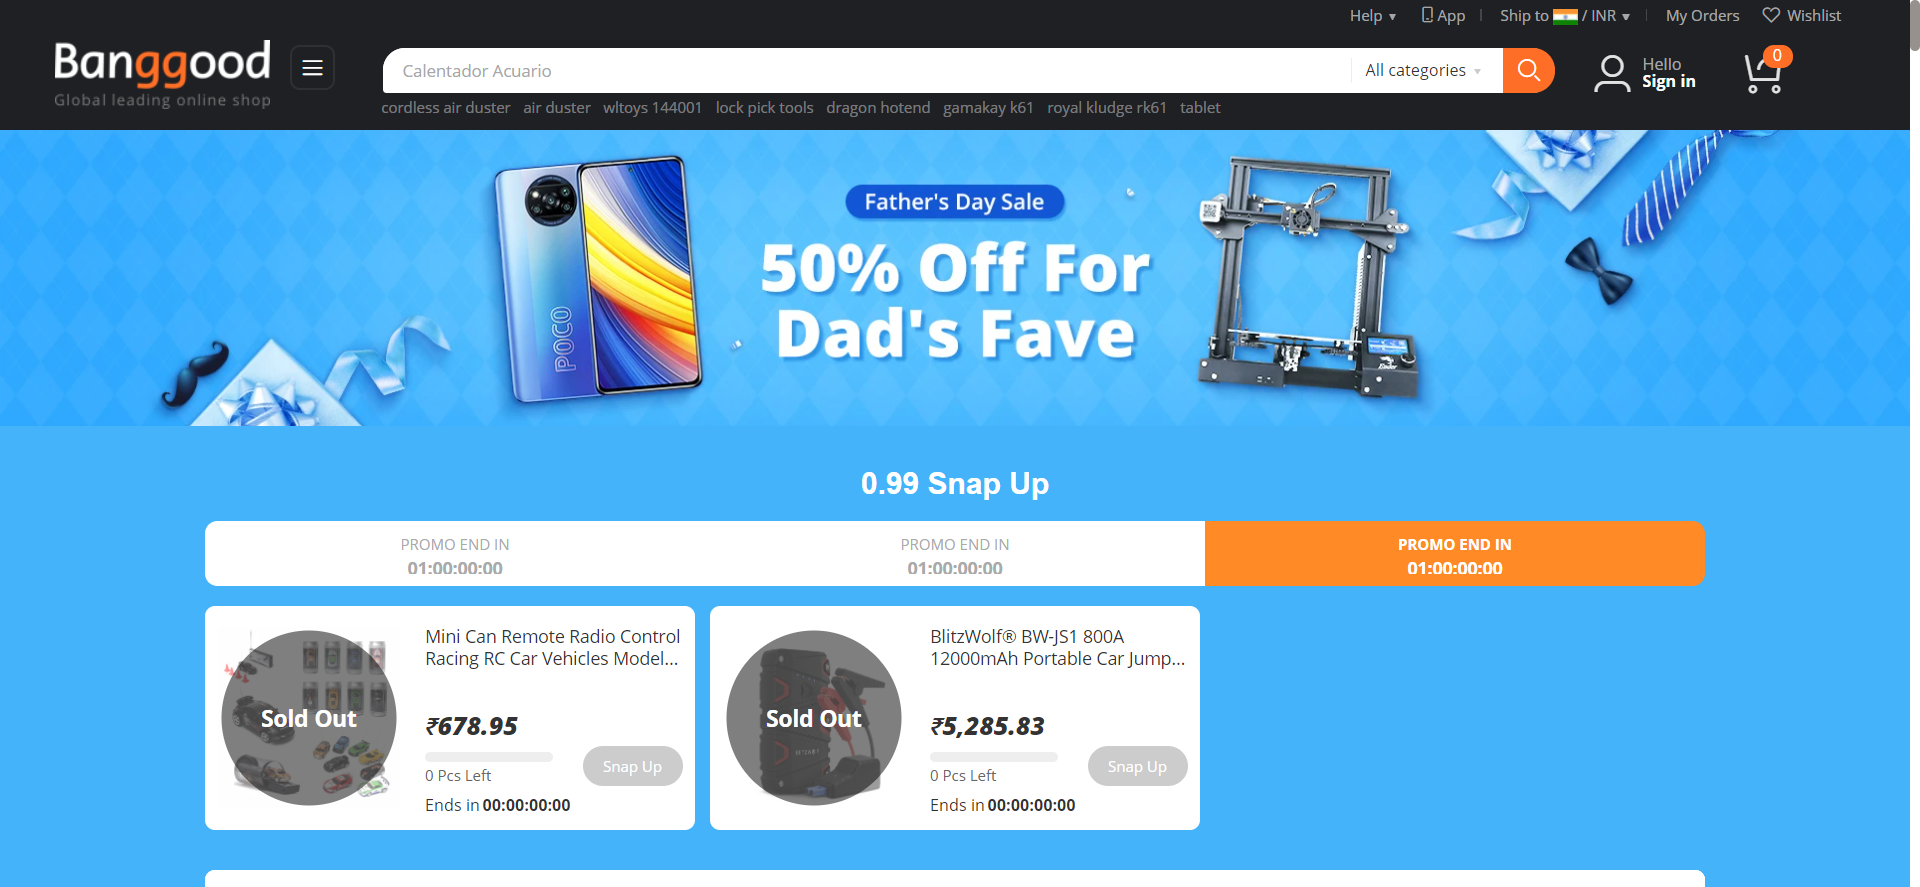 Help
App
Ship to / INR
My Orders
Wishlist
Banggood
Global leading online shop
Calentador Acuario
All categories
Hello
Sign in
0
cordless air duster air duster wltoys 144001 lock pick tools dragon hotend gamakay k61 royal kludge rk61 tablet
Father's Day Sale
50% Off For
Dad's Fave
POCO
Ender
0.99 Snap Up
PROMO END IN
01:00:00:00
PROMO END IN
01:00:00:00
PROMO END IN
01:00:00:00
Mini Can Remote Radio Control
Racing RC Car Vehicles Model...
Sold Out
₹678.95
0 Pcs Left
Snap Up
Ends in 00:00:00:00
BlitzWolf® BW-JS1 800A
12000mAh Portable Car Jump...
Sold Out
₹5,285.83
0 Pcs Left
Snap Up
Ends in 00:00:00:00